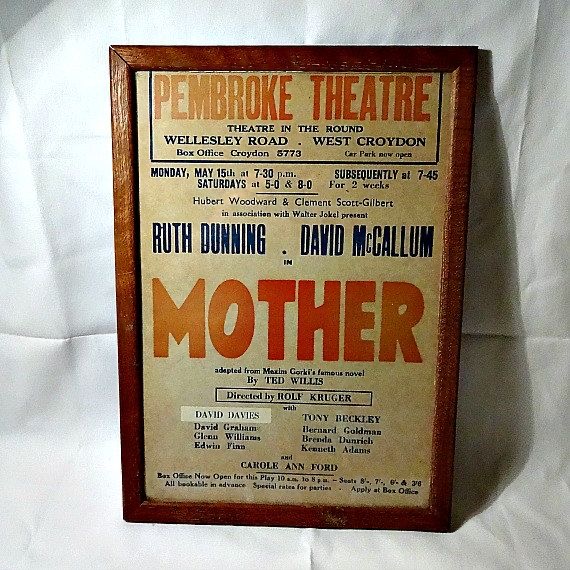 PEMBROKE THEATRE
THEATRE IN THE ROUND
WELLESLEY ROAD . WEST CROYDON
Box Office Croydon 5773 Car Park now open
MONDAY, MAY 15th at 7-30 p.m. SUBSEQUENTLY at 7-45
SATURDAYS at 5-0 & 8-0 For 2 weeks
Hubert Woodward & Clement Scott-Gilbert
in association with Walter Jokel present
RUTH DUNNING . DAVID McCALLUM
IN
MOTHER
adapted from Maxim Gorki's famous novel
By TED WILLIS
Directed by ROLF KRUGER
with
DAVID DAVIES TONY BECKLEY
David Graham Bernard Goldman
Glenn Williams Brenda Dunrich
Edwin Finn Kenneth Adams
and
CAROLE ANN FORD
Box Office Now Open for this Play 10 a.m. to 8 p.m. - Seats 8/-, 7/-, 6/- & 3/6
All bookable in advance Special rates for parties . Apply at Box Office